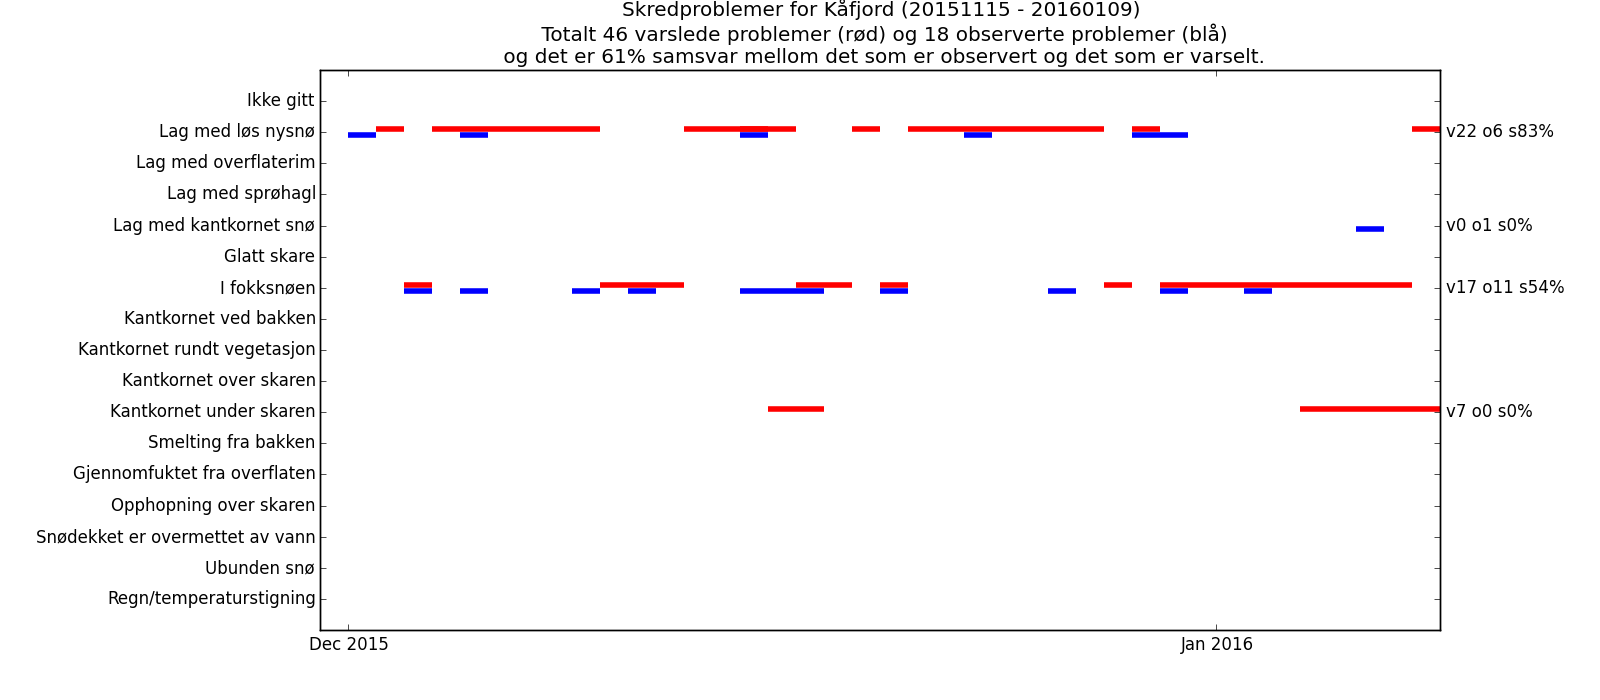 Skredproblemer for Kåfjord (20151115 - 20160109)
Totalt 46 varslede problemer (rød) og 18 observerte problemer (blå)
og det er 61% samsvar mellom det som er observert og det som er varselt.
Ikke gitt
Lag med løs nysnø
v22 o6 s83%
Lag med overflaterim
Lag med sprøhagl
Lag med kantkornet snø
v0 o1 s0%
Glatt skare
I fokksnøen
v17 o11 s54%
Kantkornet ved bakken
Kantkornet rundt vegetasjon
Kantkornet over skaren
Kantkornet under skaren
v7 o0 s0%
Smelting fra bakken
Gjennomfuktet fra overflaten
Opphopning over skaren
Snødekket er overmettet av vann
Ubunden snø
Regn/temperaturstigning
Dec 2015
Jan 2016